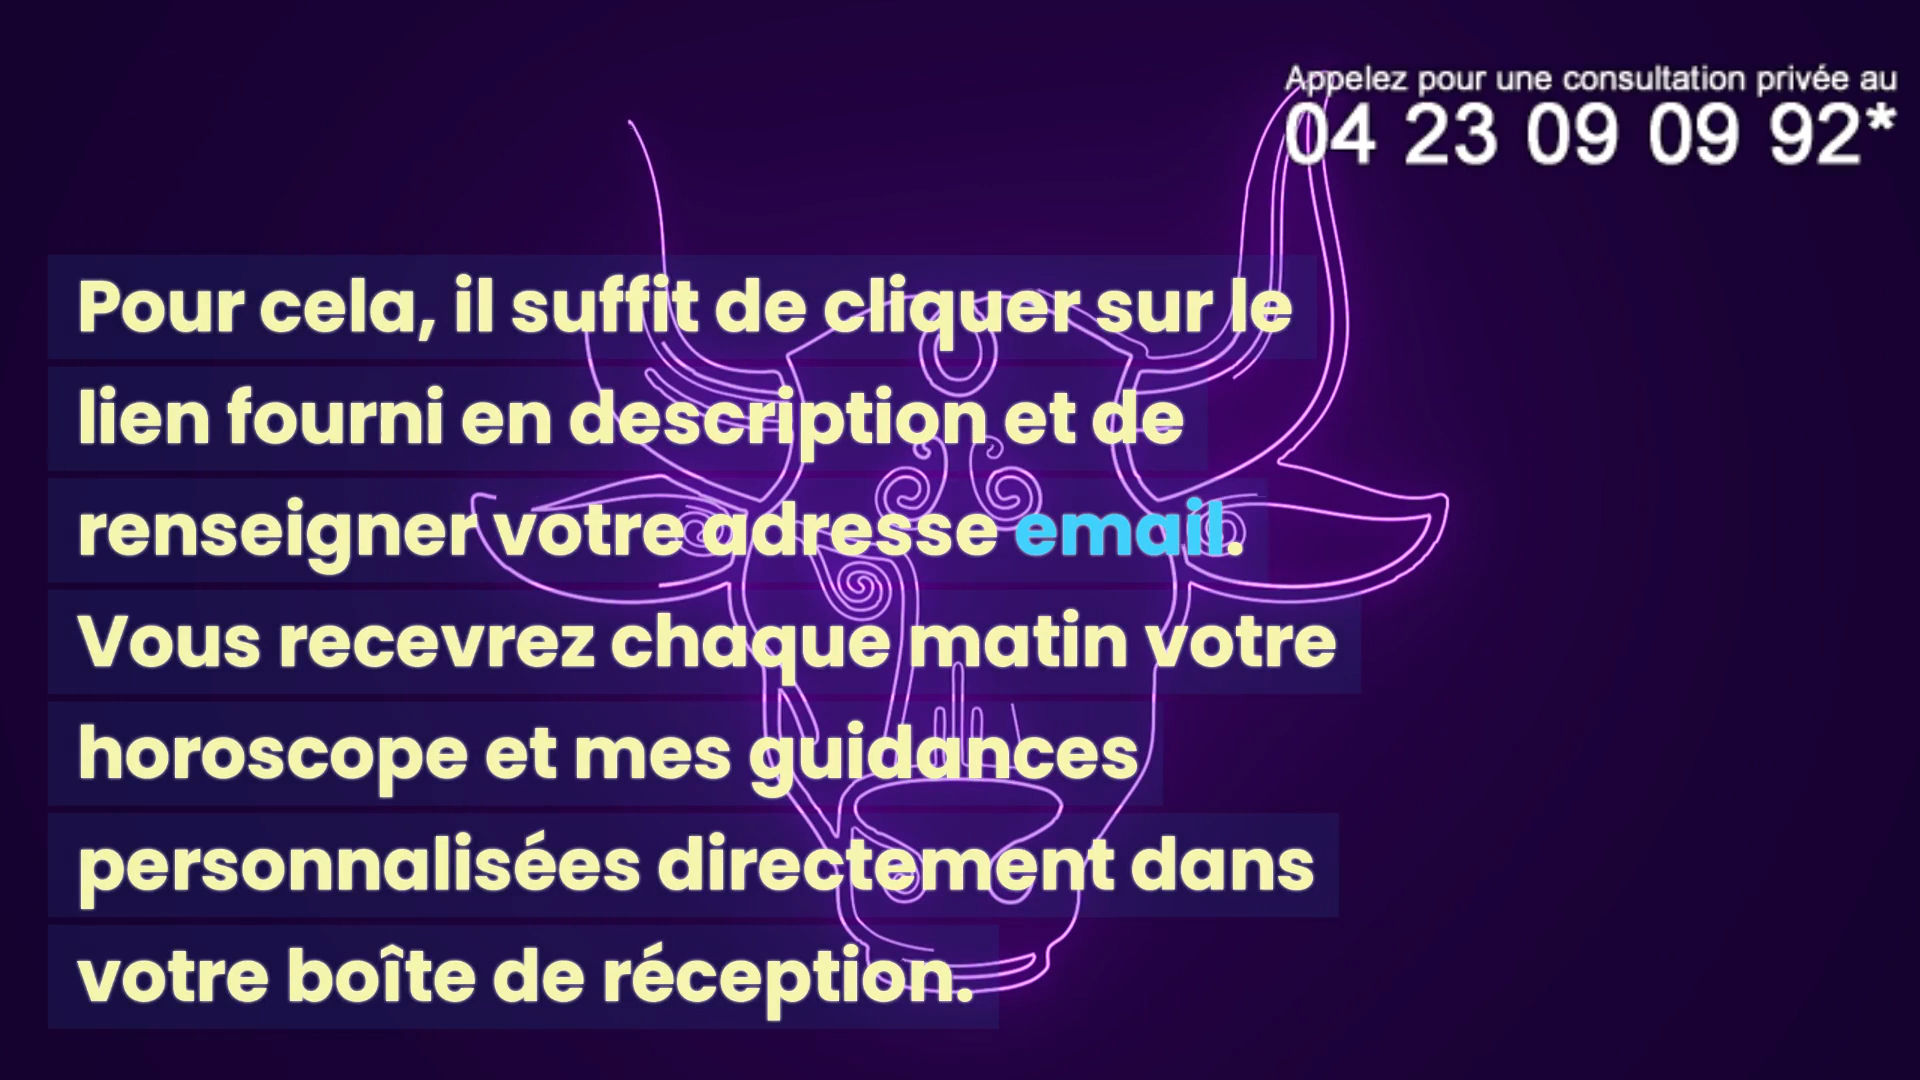 Appelez pour une consultation privée au
04 23 09 09 92*
Pour cela, il suffit de cliquer sur le
lien fourni en description et de
renseigner votre adresse email.
Vous recevrez chaque matin votre
horoscope et mes guidances
personnalisées directement dans
votre boîte de réception.